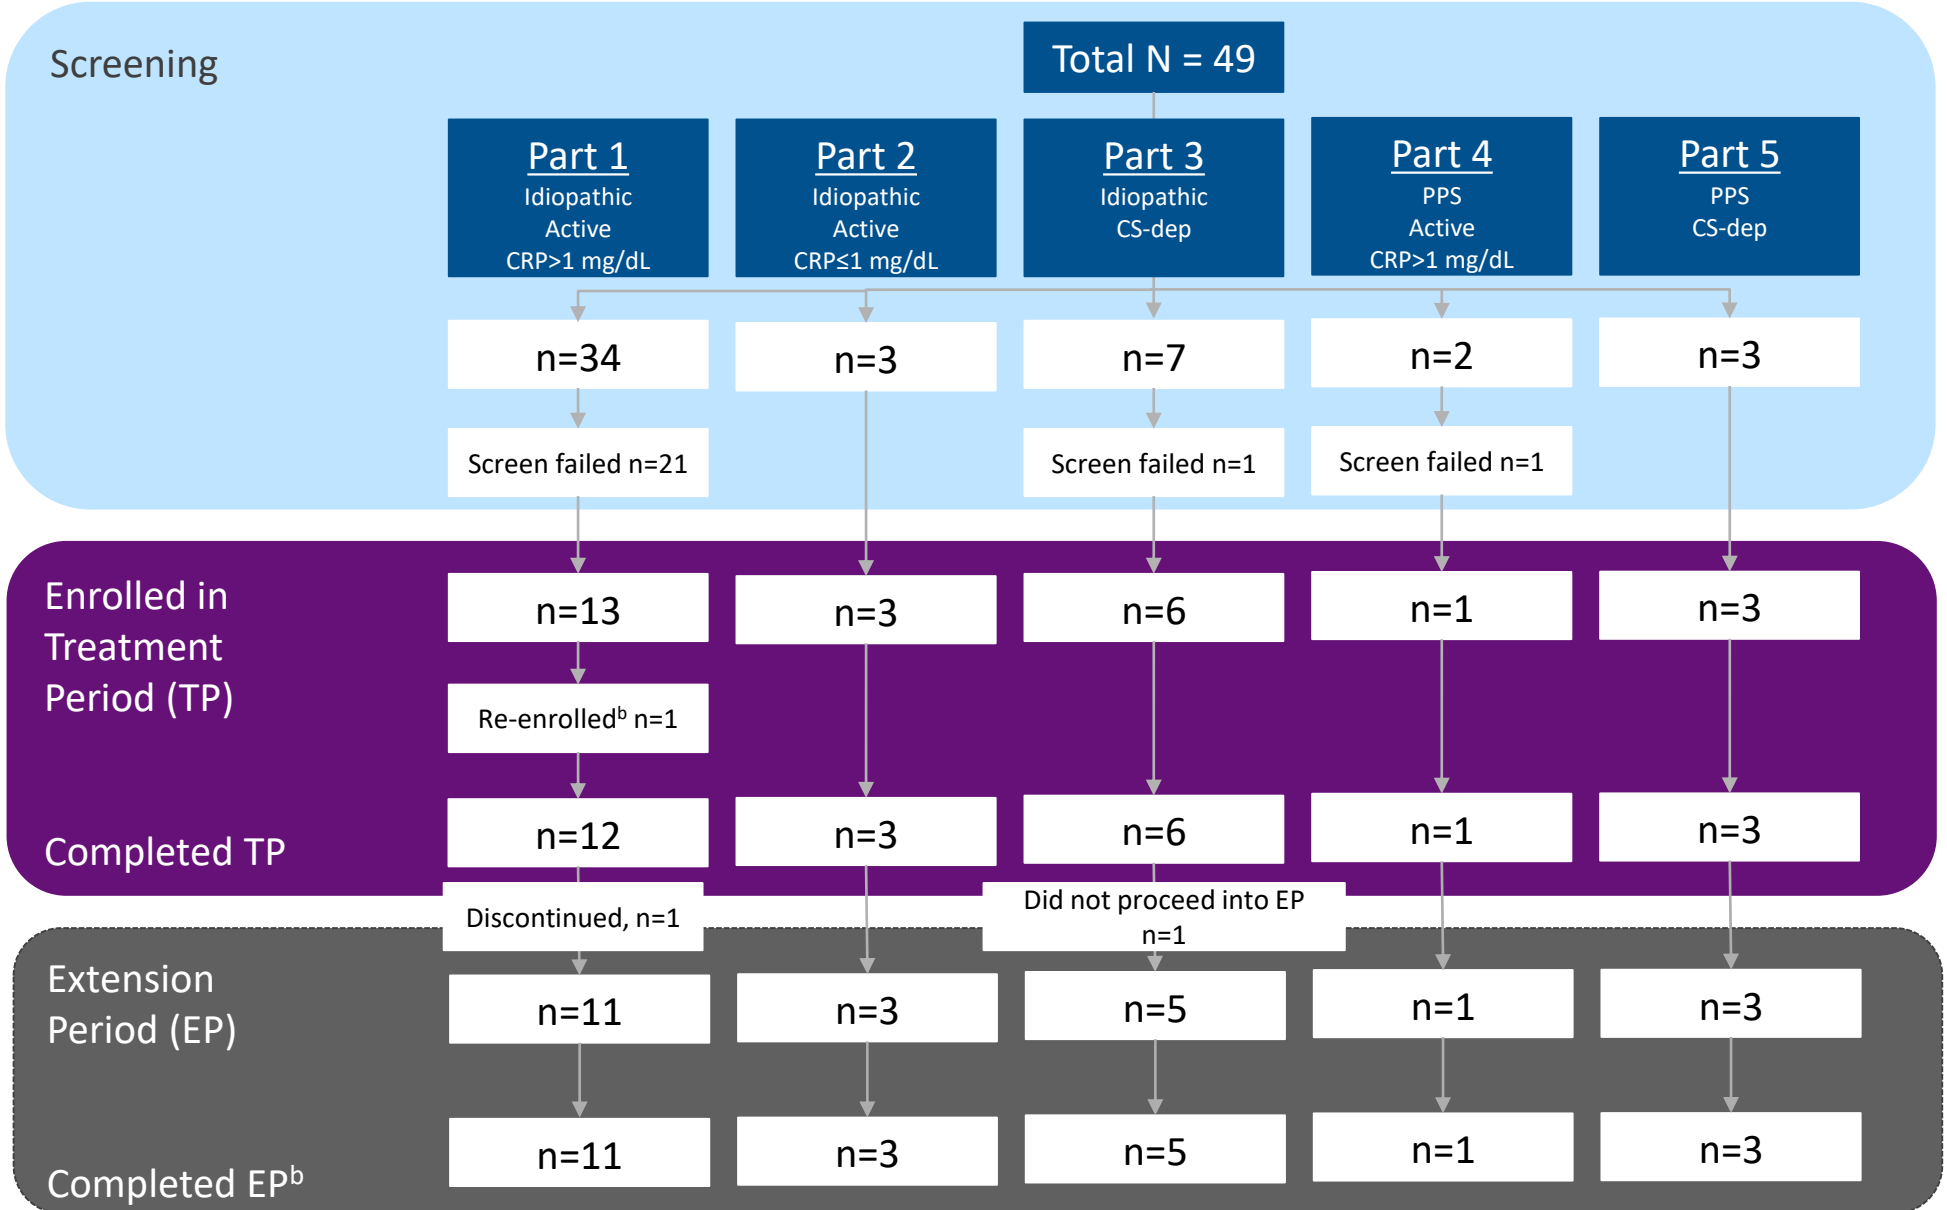 Screening
Total N = 49
Part 1
Idiopathic
Active
CRP>1 mg/dL
Part 2
Idiopathic
Active
CRP≤1 mg/dL
Part 3
Idiopathic
CS-dep
Part 4
PPS
Active
CRP>1 mg/dL
Part 5
PPS
CS-dep
n=34
n=3
n=7
n=2
n=3
Screen failed n=21
Screen failed n=1
Screen failed n=1
Enrolled in
Treatment
Period (TP)
n=13
n=3
n=6
n=1
n=3
Re-enrolledᵇ n=1
Completed TP
n=12
n=3
n=6
n=1
n=3
Discontinued, n=1
Did not proceed into EP
n=1
Extension
Period (EP)
n=11
n=3
n=5
n=1
n=3
Completed EPᵇ
n=11
n=3
n=5
n=1
n=3